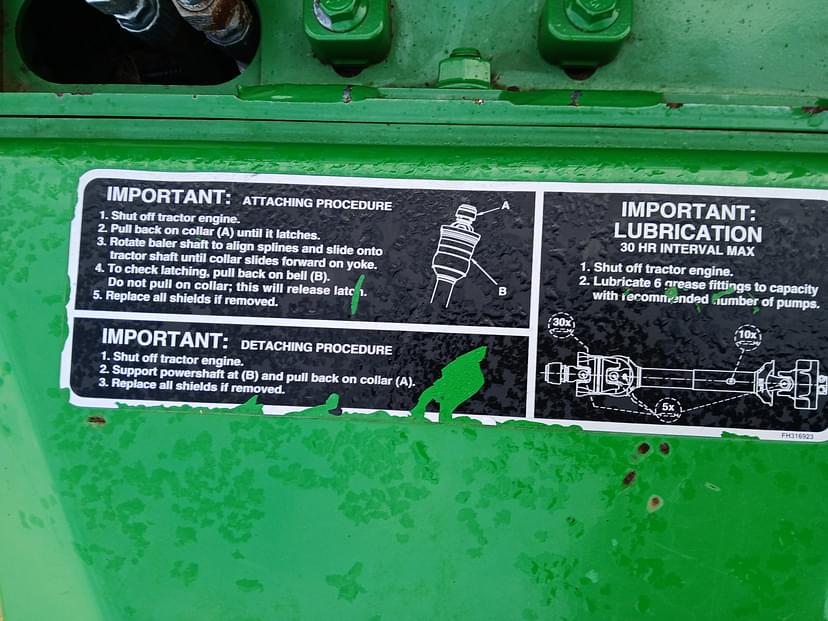 IMPORTANT: ATTACHING PROCEDURE
1. Shut off tractor engine.
2. Pull back on collar (A) until it latches.
3. Rotate baler shaft to align splines and slide onto
tractor shaft until collar slides forward on yoke.
4. To check latching, pull back on bell (B).
Do not pull on collar; this will release latch.
5. Replace all shields if removed.
A
B
IMPORTANT: DETACHING PROCEDURE
1. Shut off tractor engine.
2. Support powershaft at (B) and pull back on collar (A).
3. Replace all shields if removed.
IMPORTANT:
LUBRICATION
30 HR INTERVAL MAX
1. Shut off tractor engine.
2. Lubricate 6 grease fittings to capacity
with recommended number of pumps.
30x
10x
5x
FH316923